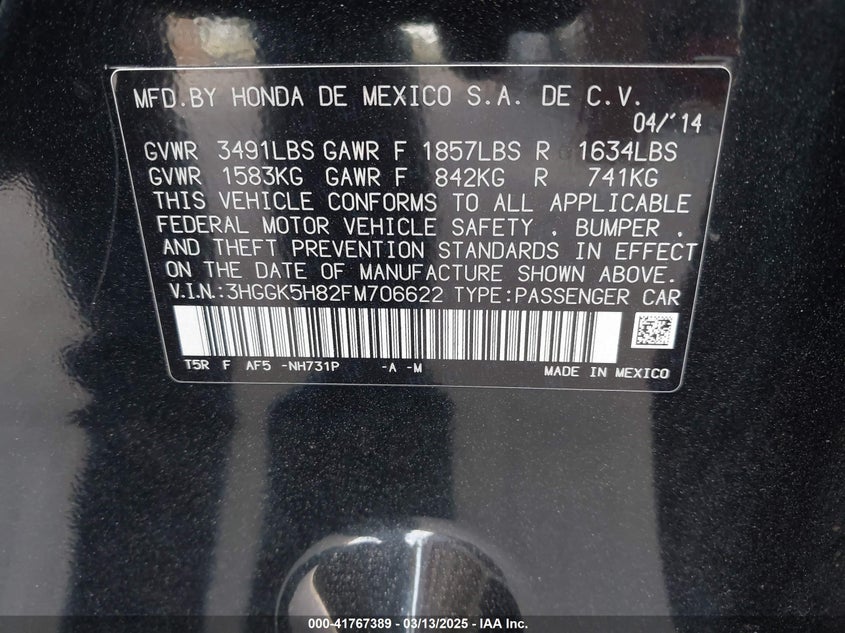 MFD.BY HONDA DE MEXICO S.A. DE C.V.
04/'14
GVWR 3491LBS GAWR F 1857LBS R 1634LBS
GVWR 1583KG GAWR F 842KG R 741KG
THIS VEHICLE CONFORMS TO ALL APPLICABLE
FEDERAL MOTOR VEHICLE SAFETY , BUMPER ,
AND THEFT PREVENTION STANDARDS IN EFFECT
ON THE DATE OF MANUFACTURE SHOWN ABOVE.
V.I.N.:3HGGK5H82FM706622 TYPE:PASSENGER CAR
T5R F AF5 -NH731P -A -M
MADE IN MEXICO
000-41767389 - 03/13/2025 - IAA Inc.